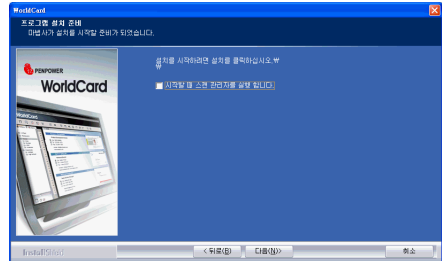 WorldCard
프로그램 설치 준비
마법사가 설치를 시작할 준비가 되었습니다.
설치를 시작하려면 설치를 클릭하십시오.₩
₩
시작할 때 스캔 관리자를 실행 합니다.
PENPOWER
WorldCard
InstallShield
< 뒤로(B)
다음(N)>
취소